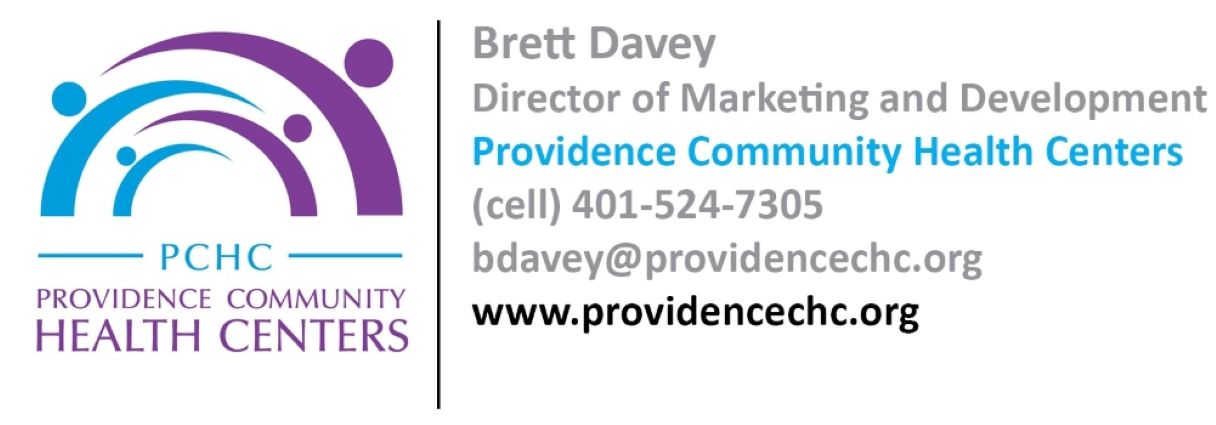 PCHC
PROVIDENCE COMMUNITY
HEALTH CENTERS
Brett Davey
Director of Marketing and Development
Providence Community Health Centers
(cell) 401-524-7305
bdavey@providencechc.org
www.providencechc.org